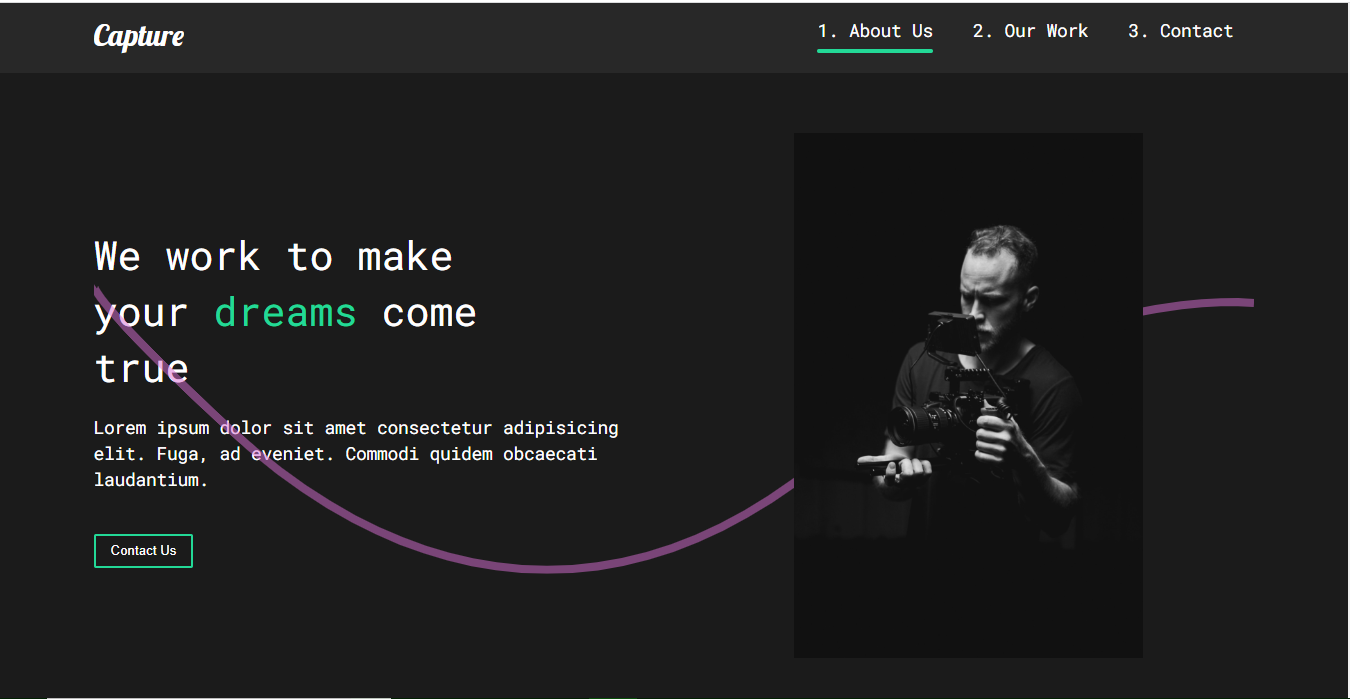 Capture
1. About Us
2. Our Work
3. Contact
We work to make
your dreams come
true
Lorem ipsum dolor sit amet consectetur adipisicing
elit. Fuga, ad eveniet. Commodi quidem obcaecati
laudantium.
Contact Us